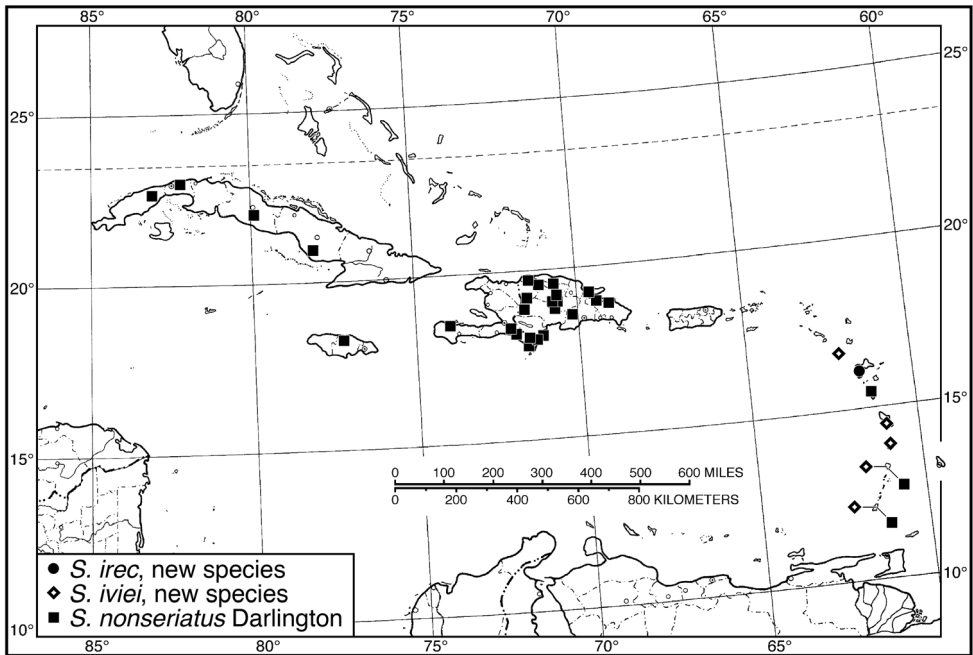 85° 80° 75° 70° 65° 60°
25°
25°
20°
20°
15°
15°
10°
10°
0 100 200 300 400 500 600 MILES
0 200 400 600 800 KILOMETERS
S. irec, new species
S. iviei, new species
S. nonseriatus Darlington
85° 80° 75° 70° 65°